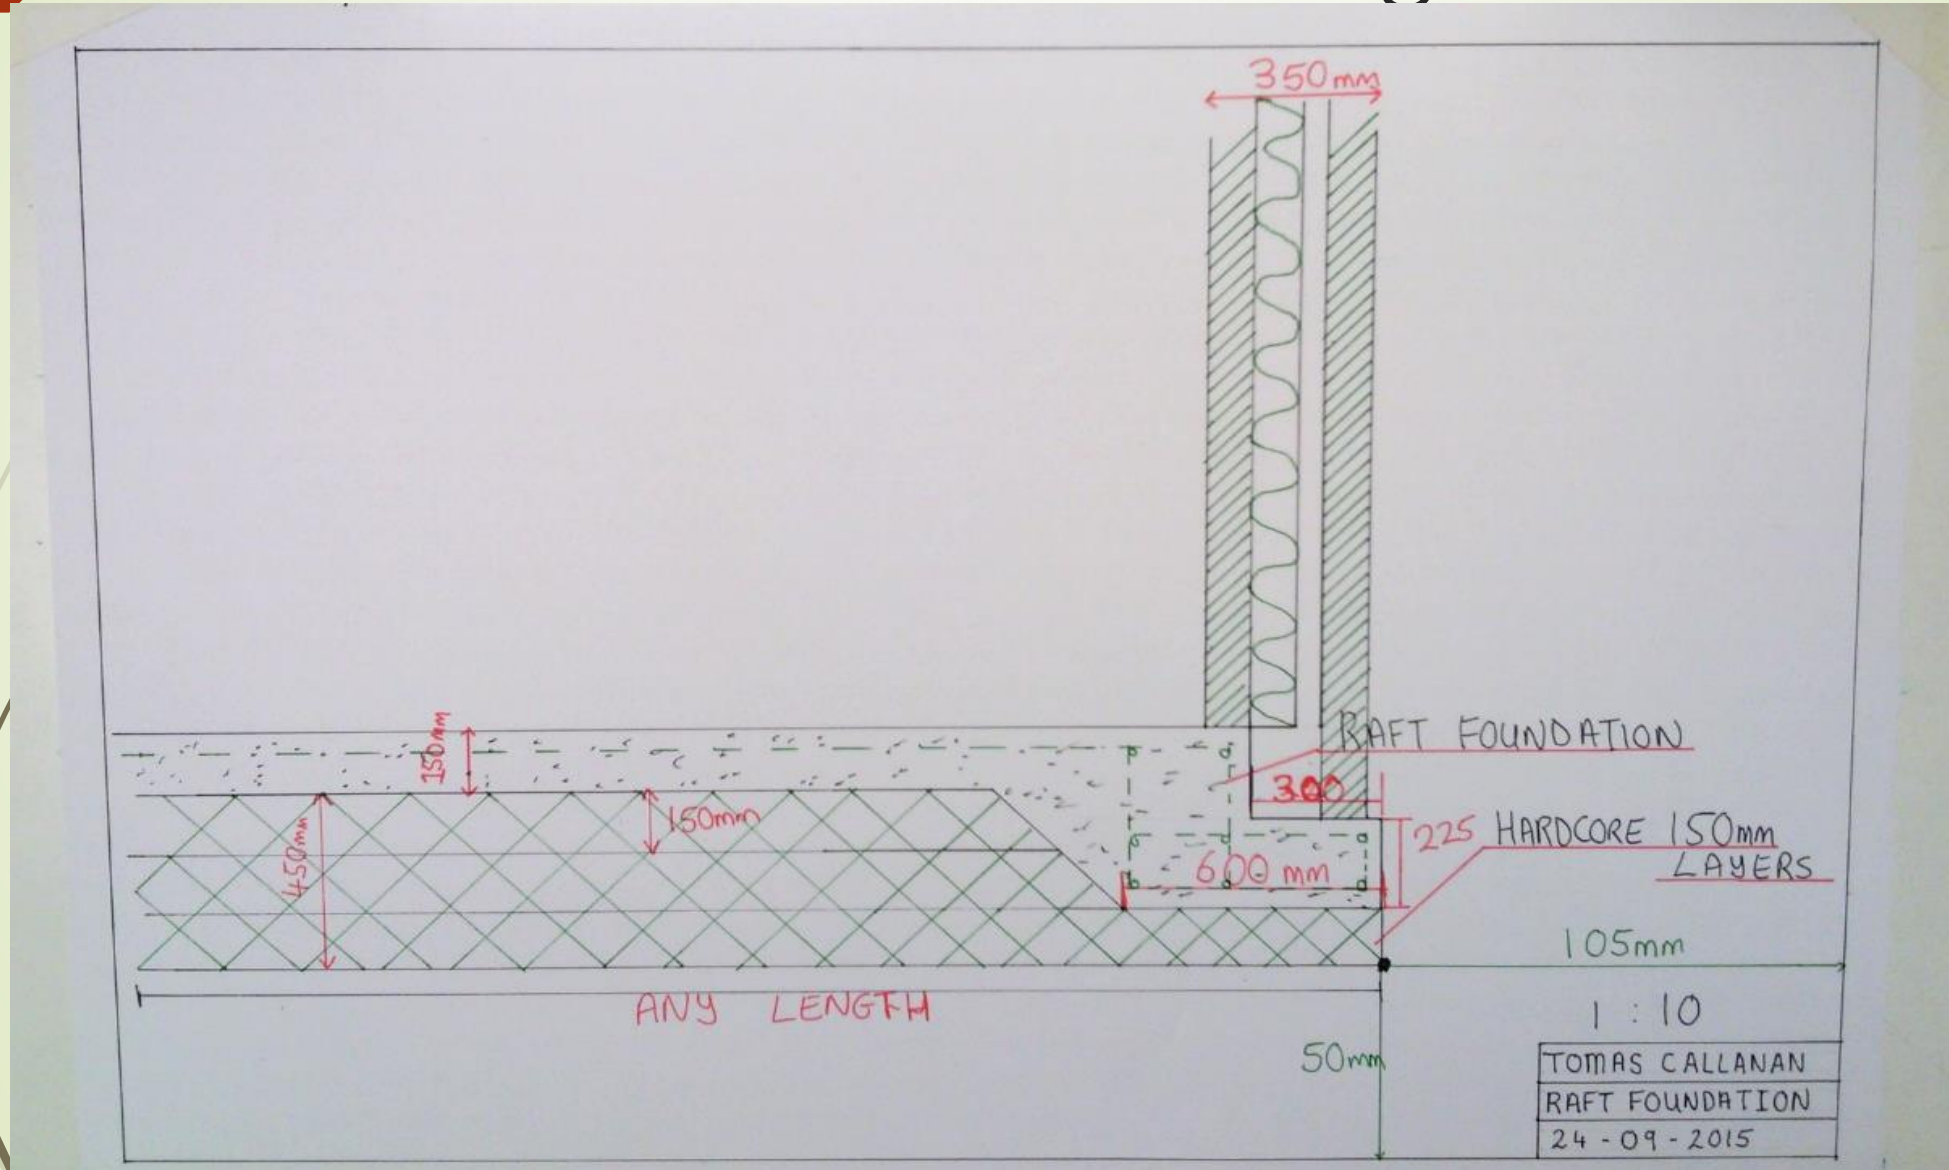 350mm
150mm
RAFT FOUNDATION
300
150mm
450mm
225
HARDCORE 150mm
LAYERS
600 mm
105mm
ANY LENGTH
1 : 10
50mm
TOMAS CALLANAN
RAFT FOUNDATION
24-09-2015